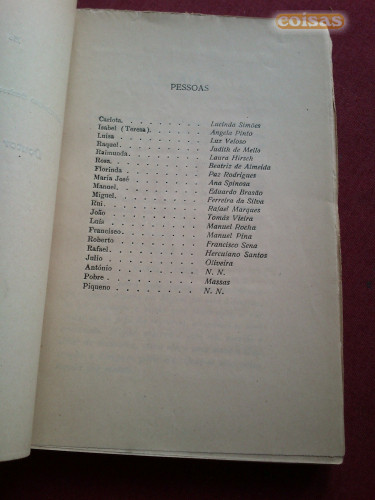 coisas
PESSOAS
Carlota. . . . . . . . Lucinda Simões
Isabel (Tereza). . . . . Angela Pinto
Luisa . . . . . . . . Luz Veloso
Raquel. . . . . . . . Judith de Mello
Raimunda. . . . . . . Laura Hirsch
Rosa. . . . . . . . . Beatriz de Almeida
Florinda . . . . . . . Paz Rodrigues
Maria José . . . . . . Ana Spinosa
Manuel. . . . . . . . Eduardo Brasão
Miguel. . . . . . . . Ferreira da Silva
Rui. . . . . . . . . Rafael Marques
João . . . . . . . . Tomás Vieira
Luis . . . . . . . . Manuel Rocha
Francisco. . . . . . . Manuel Pina
Roberto . . . . . . . Francisco Sena
Rafael. . . . . . . . Herculano Santos
Julio . . . . . . . . Oliveira
António . . . . . . . N. N.
Pobre . . . . . . . . Massas
Piqueno . . . . . . . N. N.